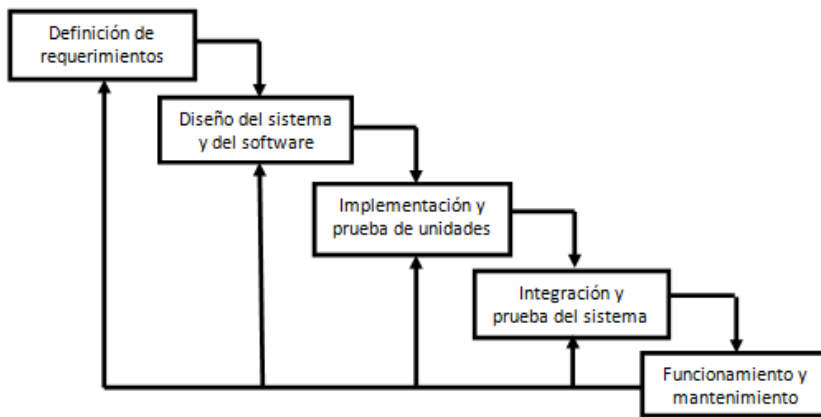 Definición de
requerimientos
Diseño del sistema
y del software
Implementación y
prueba de unidades
Integración y
prueba del sistema
Funcionamiento y
mantenimiento